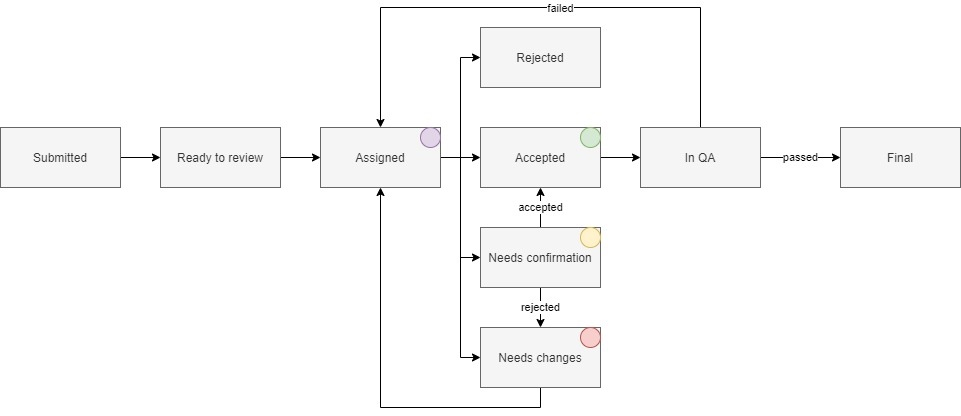 failed
Rejected
Submitted
Ready to review
Assigned
Accepted
In QA
passed
Final
accepted
Needs confirmation
rejected
Needs changes